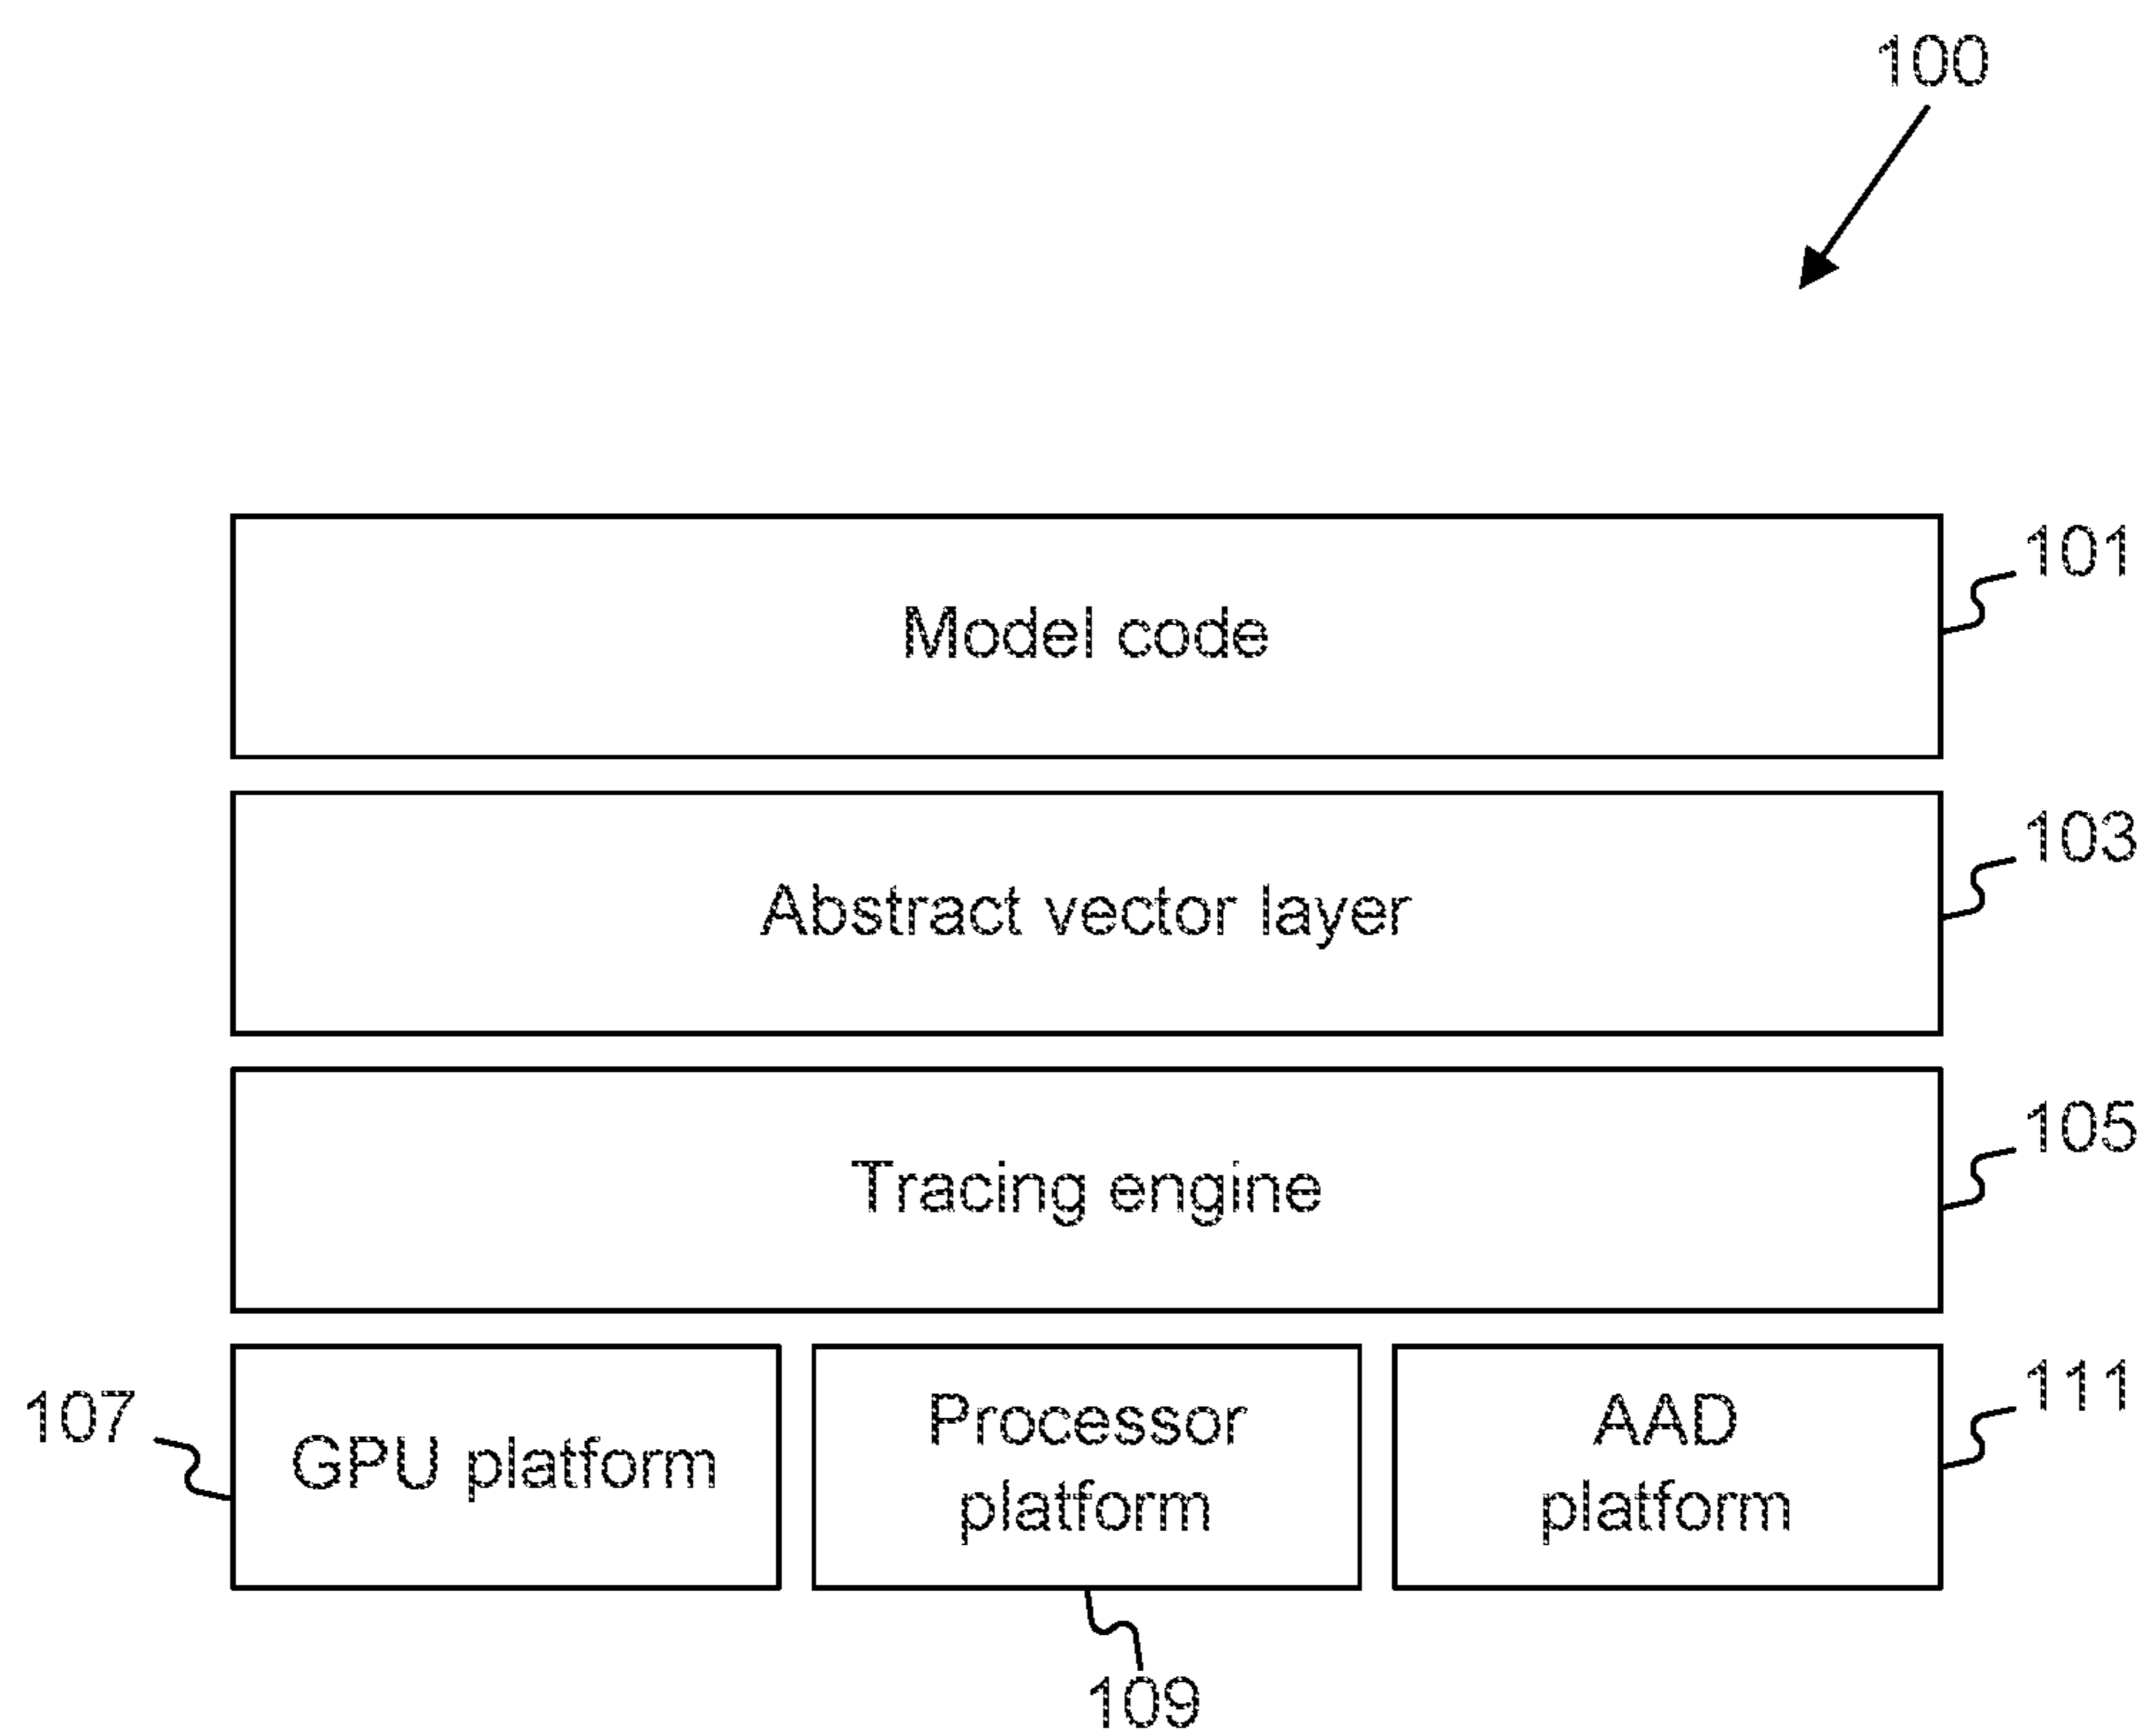 100
Model code
101
Abstract vector layer
103
Tracing engine
105
107
GPU platform
Processor
platform
109
AAD
platform
111